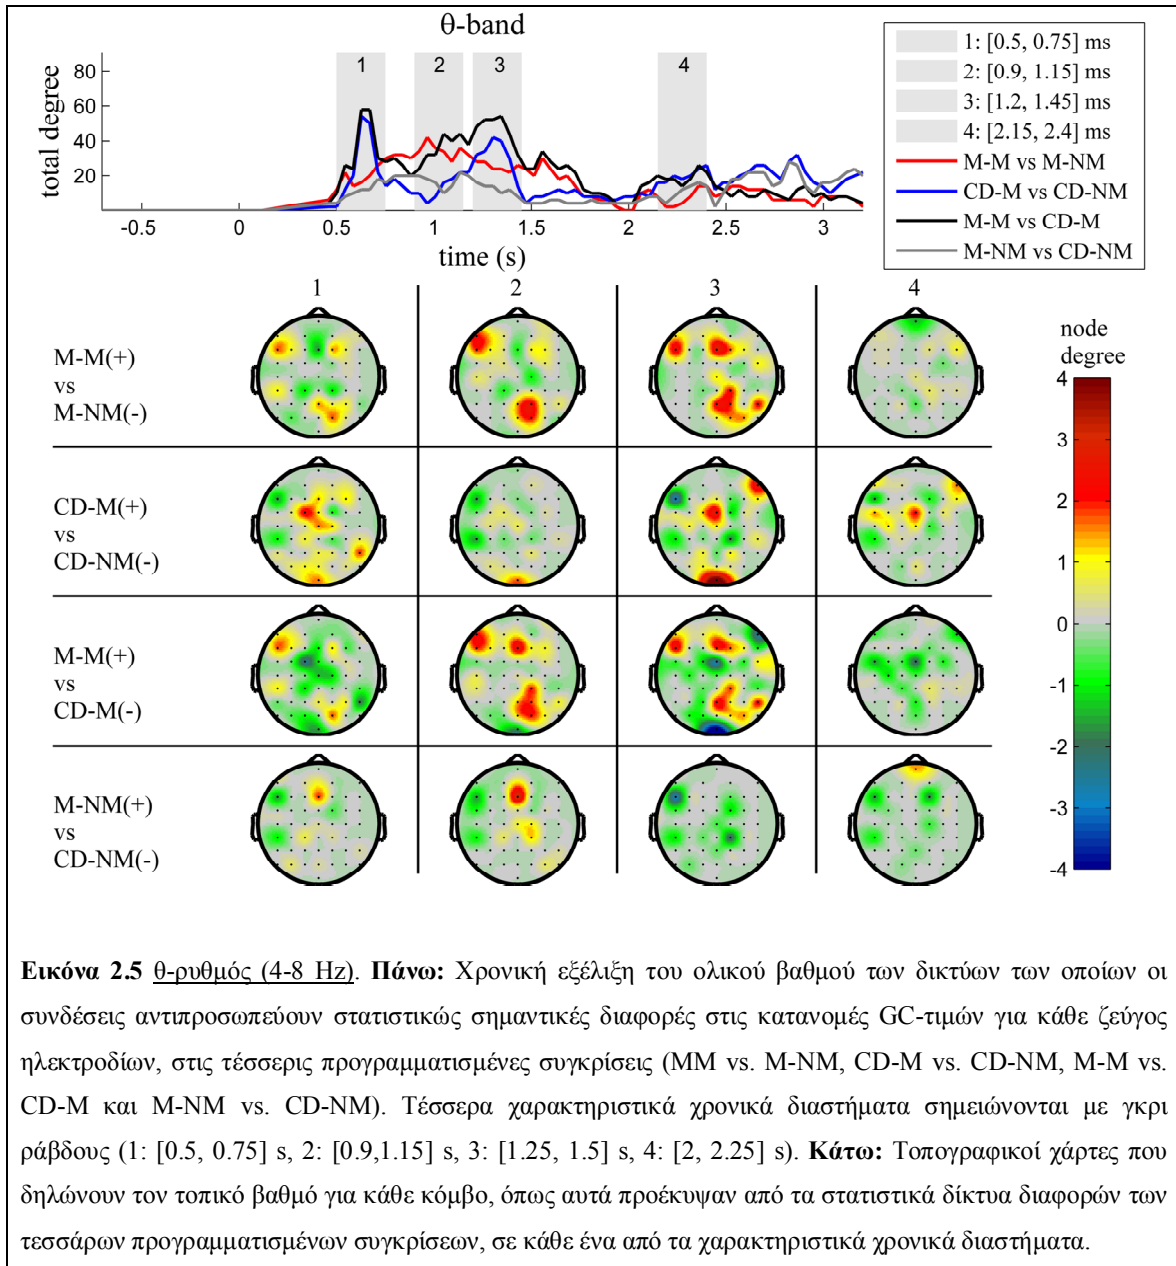 θ-band
total degree
80
60
40
20
1
2
3
4
-0.5
0
0.5
1
1.5
2
2.5
3
time (s)
1: [0.5, 0.75] ms
2: [0.9, 1.15] ms
3: [1.2, 1.45] ms
4: [2.15, 2.4] ms
M-M vs M-NM
CD-M vs CD-NM
M-M vs CD-M
M-NM vs CD-NM
1
2
3
4
M-M(+)
vs
M-NM(-)
CD-M(+)
vs
CD-NM(-)
M-M(+)
vs
CD-M(-)
M-NM(+)
vs
CD-NM(-)
node
degree
4
3
2
1
0
-1
-2
-3
-4
Εικόνα 2.5 θ-ρυθμός (4-8 Hz). Πάνω: Χρονική εξέλιξη του ολικού βαθμού των δικτύων των οποίων οι
συνδέσεις αντιπροσωπεύουν στατιστικώς σημαντικές διαφορές στις κατανομές GC-τιμών για κάθε ζεύγος
ηλεκτροδίων, στις τέσσερις προγραμματισμένες συγκρίσεις (MM vs. M-NM, CD-M vs. CD-NM, M-M vs.
CD-M και M-NM vs. CD-NM). Τέσσερα χαρακτηριστικά χρονικά διαστήματα σημειώνονται με γκρι
ράβδους (1: [0.5, 0.75] s, 2: [0.9,1.15] s, 3: [1.25, 1.5] s, 4: [2, 2.25] s). Κάτω: Τοπογραφικοί χάρτες που
δηλώνουν τον τοπικό βαθμό για κάθε κόμβο, όπως αυτά προέκυψαν από τα στατιστικά δίκτυα διαφορών των
τεσσάρων προγραμματισμένων συγκρίσεων, σε κάθε ένα από τα χαρακτηριστικά χρονικά διαστήματα.